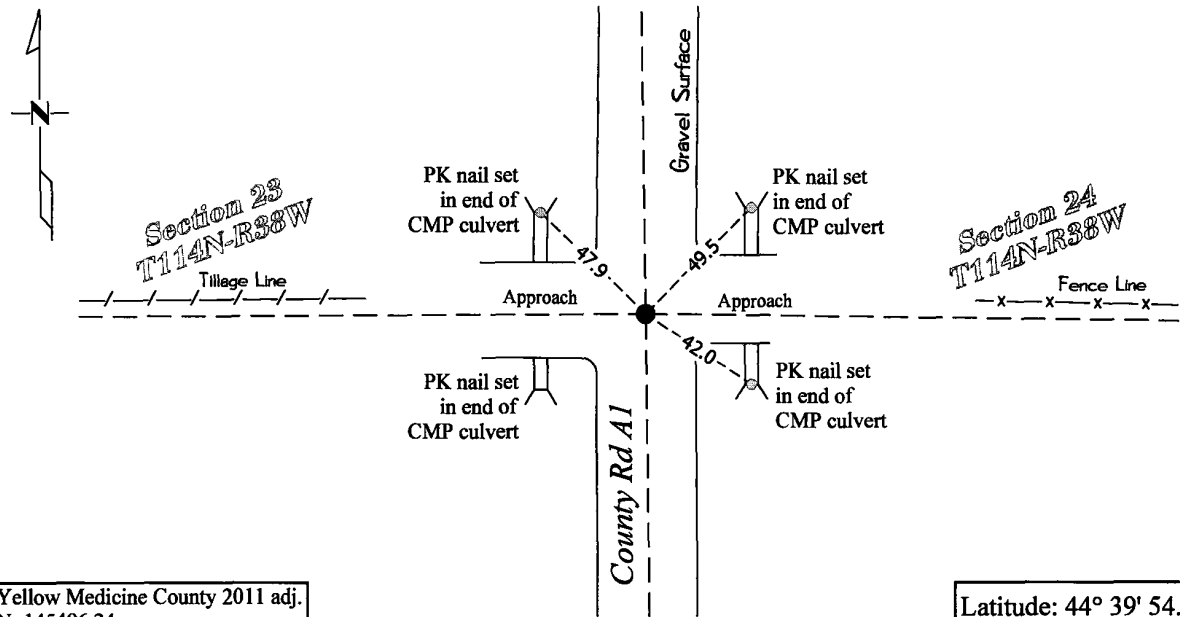 N
Gravel Surface
PK nail set
in end of
CMP culvert
PK nail set
in end of
CMP culvert
Section 23
T114N-R38W
Section 24
T114N-R38W
47.9
49.5
Tillage Line
Fence Line
Approach
Approach
42.0
PK nail set
in end of
CMP culvert
PK nail set
in end of
CMP culvert
County Rd A1
Yellow Medicine County 2011 adj.
Latitude: 44° 39' 54.